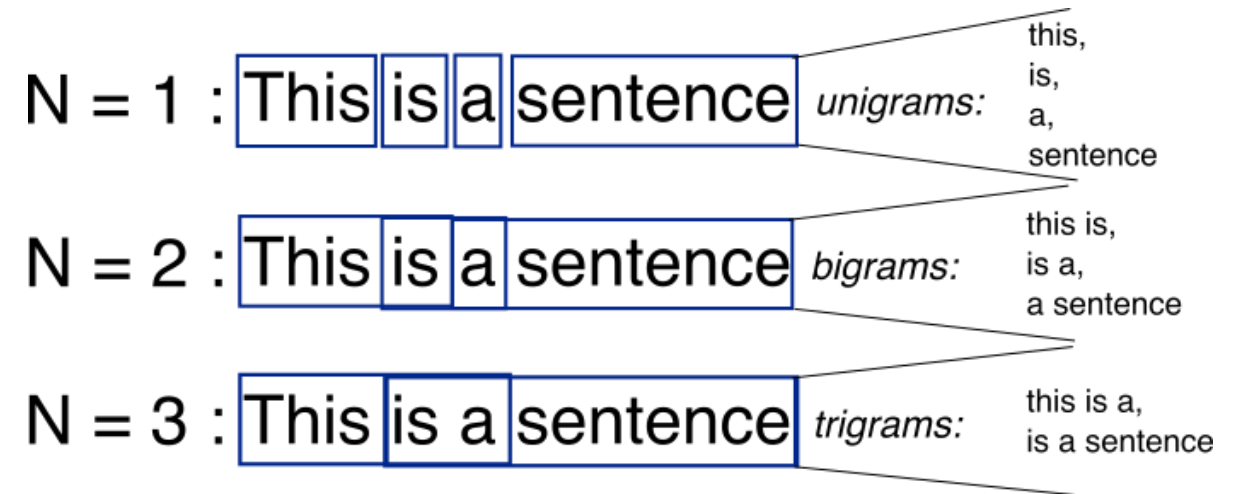 N = 1 : This is a sentence unigrams:
this,
is,
a,
sentence
N = 2 : This is a sentence bigrams:
this is,
is a,
a sentence
N = 3 : This is a sentence trigrams:
this is a,
is a sentence